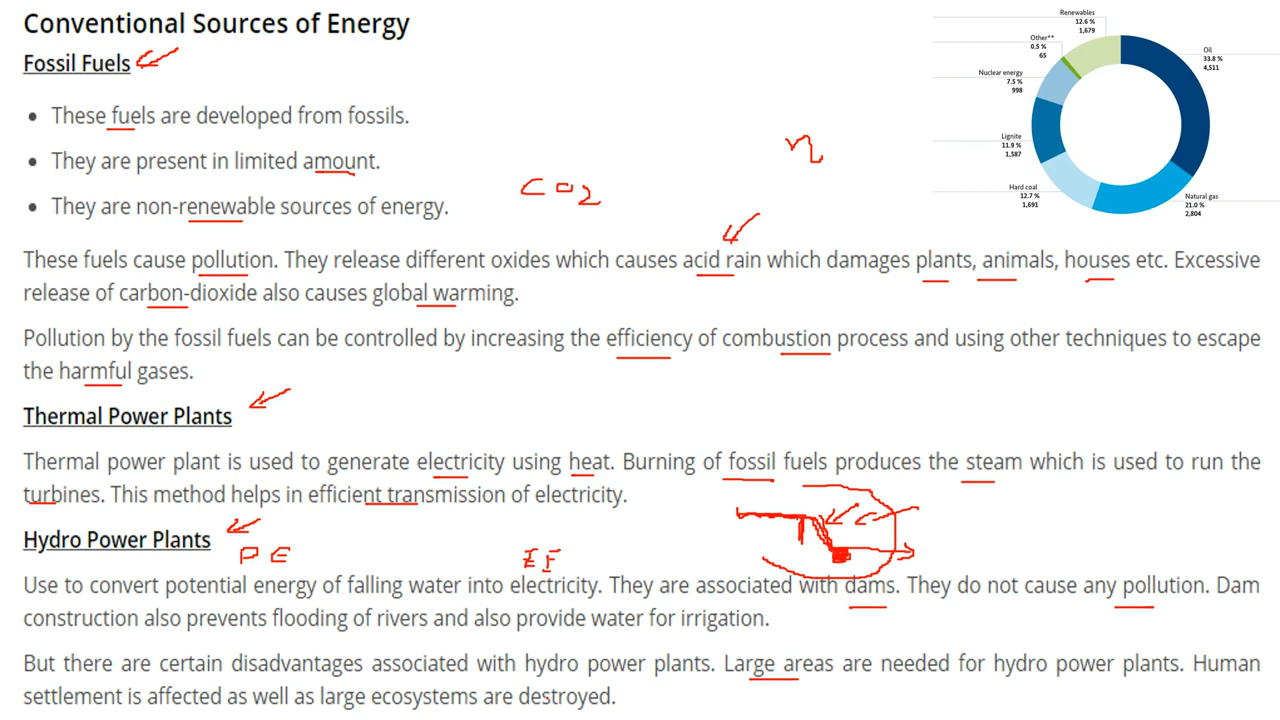 Conventional Sources of Energy
Fossil Fuels
• These fuels are developed from fossils.
• They are present in limited amount.
• They are non-renewable sources of energy.
CO2
η
These fuels cause pollution. They release different oxides which causes acid rain which damages plants, animals, houses etc. Excessive
release of carbon-dioxide also causes global warming.
Pollution by the fossil fuels can be controlled by increasing the efficiency of combustion process and using other techniques to escape
the harmful gases.
Thermal Power Plants
Thermal power plant is used to generate electricity using heat. Burning of fossil fuels produces the steam which is used to run the
turbines. This method helps in efficient transmission of electricity.
Hydro Power Plants
PE
Use to convert potential energy of falling water into electricity. They are associated with dams. They do not cause any pollution. Dam
construction also prevents flooding of rivers and also provide water for irrigation.
But there are certain disadvantages associated with hydro power plants. Large areas are needed for hydro power plants. Human
settlement is affected as well as large ecosystems are destroyed.
Renewables
12.6 %
1,679
Other**
0.5 %
65
Nuclear energy
7.5 %
998
Lignite
11.9 %
1,587
Hard coal
12.7 %
1,691
Oil
33.8 %
4,511
Natural gas
21.0 %
2,804